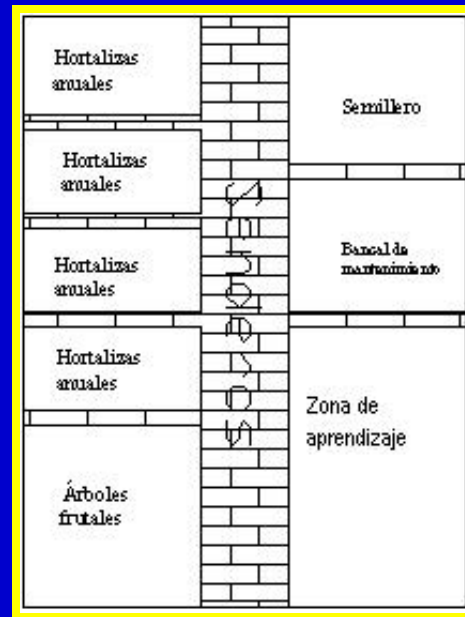 Hortalizas
anuales
Hortalizas
anuales
Hortalizas
anuales
Hortalizas
anuales
Árboles
frutales
Senderos
Semillero
Bancal de
mantenimiento
Zona de
aprendizaje